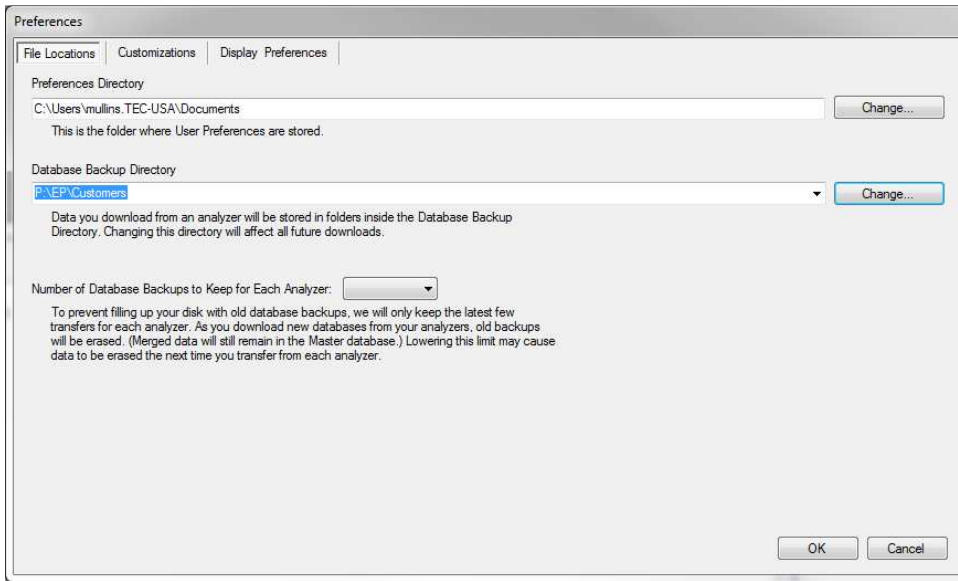 Preferences
File Locations Customizations Display Preferences
Preferences Directory
C:\Users\mullins.TEC-USA\Documents Change...
This is the folder where User Preferences are stored.
Database Backup Directory
P:\EP\Customers Change...
Data you download from an analyzer will be stored in folders inside the Database Backup
Directory. Changing this directory will affect all future downloads.
Number of Database Backups to Keep for Each Analyzer:
To prevent filling up your disk with old database backups, we will only keep the latest few
transfers for each analyzer. As you download new databases from your analyzers, old backups
will be erased. (Merged data will still remain in the Master database.) Lowering this limit may cause
data to be erased the next time you transfer from each analyzer.
OK Cancel